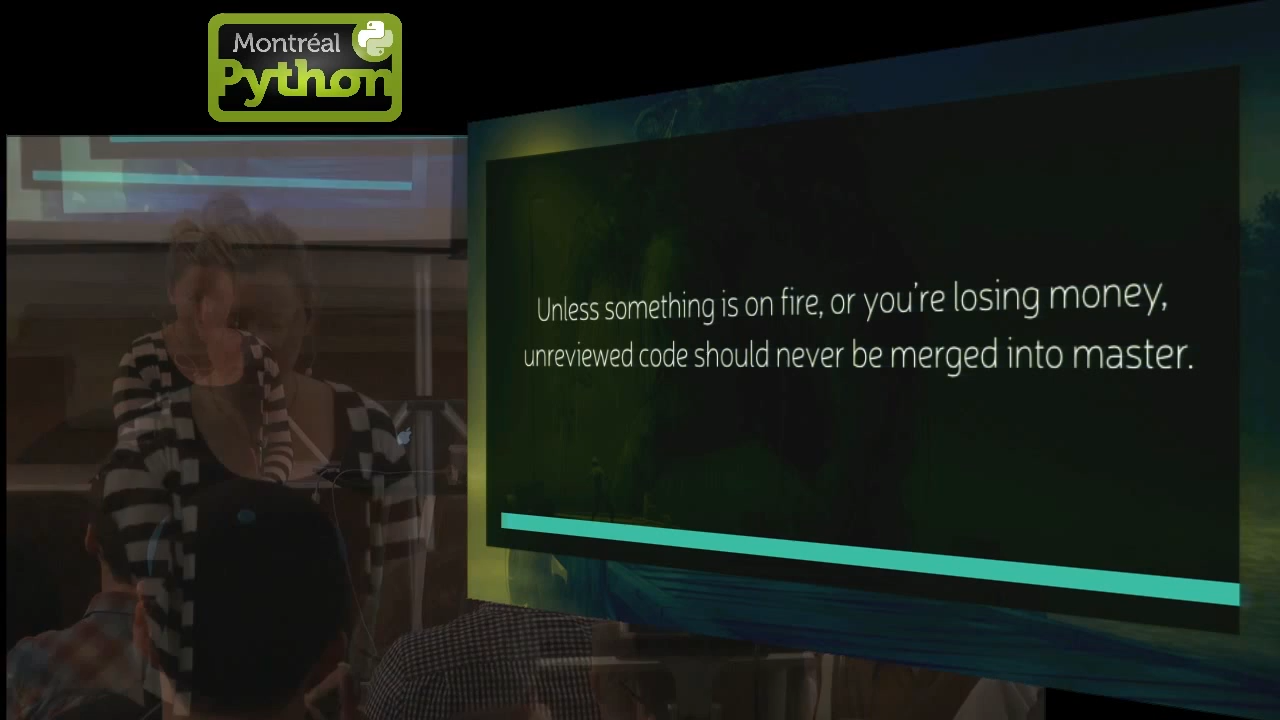 Montréal
Python
Unless something is on fire, or you're losing money,
unreviewed code should never be merged into master.